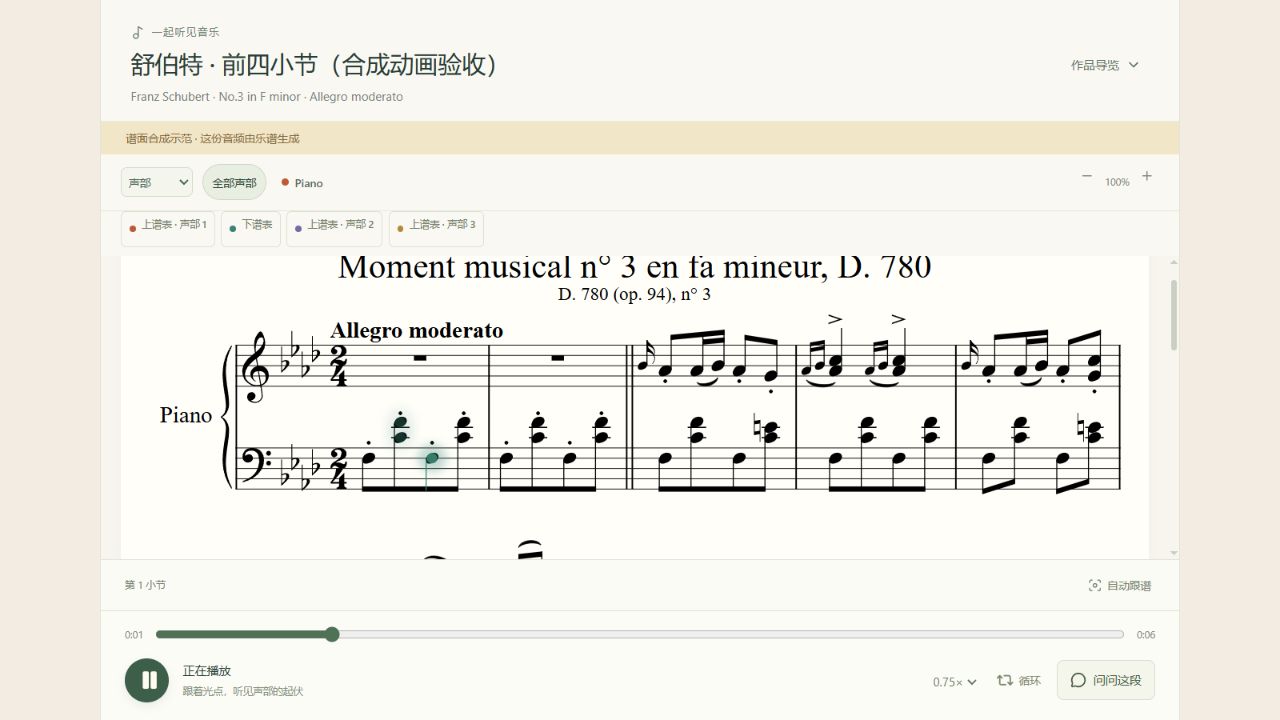 一起听见音乐
舒伯特 · 前四小节（合成动画验收）
作品导览
Franz Schubert · No.3 in F minor · Allegro moderato
谱面合成示范 · 这份音频由乐谱生成
声部
全部声部
Piano
100%
上谱表 · 声部 1
下谱表
上谱表 · 声部 2
上谱表 · 声部 3
Moment musical n° 3 en fa mineur, D. 780
D. 780 (op. 94), n° 3
Allegro moderato
Piano
第 1 小节
自动跟谱
0:01
0:06
正在播放
跟着光点，听见声部的起伏
0.75×
循环
问问这段